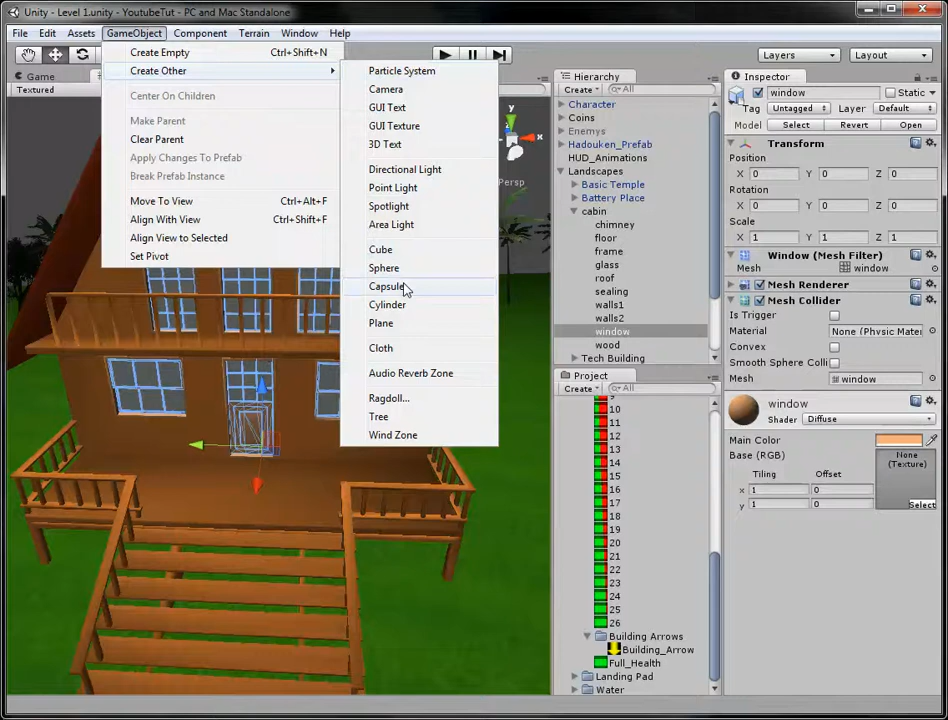 Unity - Level 1.unity - YoutubeTut - PC and Mac Standalone
File Edit Assets GameObject Component Terrain Window Help
Layers Layout
Create Empty Ctrl+Shift+N
Create Other
Center On Children
Make Parent
Clear Parent
Apply Changes To Prefab
Break Prefab Instance
Move To View Ctrl+Alt+F
Align With View Ctrl+Shift+F
Align View to Selected
Set Pivot
Particle System
Camera
GUI Text
GUI Texture
3D Text
Directional Light
Point Light
Spotlight
Area Light
Cube
Sphere
Capsule
Cylinder
Plane
Cloth
Audio Reverb Zone
Ragdoll...
Tree
Wind Zone
Game
Textured
y
x
Persp
Hierarchy
Create All
Character
Coins
Enemys
Hadouken_Prefab
HUD_Animations
Landscapes
Basic Temple
Battery Place
cabin
chimney
floor
frame
glass
roof
sealing
walls1
walls2
window
wood
Tech Building
Project
Create All
9
10
11
12
13
14
15
16
17
18
19
20
21
22
23
24
25
26
Building Arrows
Building_Arrow
Full_Health
Landing Pad
Water
Inspector
window Static
Tag Untagged Layer Default
Model Select Revert Open
Transform
Position
X 0 Y 0 Z 0
Rotation
X 0 Y 0 Z 0
Scale
X 1 Y 1 Z 1
Window (Mesh Filter)
Mesh window
Mesh Renderer
Mesh Collider
Is Trigger
Material None (Physic Mater
Convex
Smooth Sphere Colli
Mesh window
window
Shader Diffuse
Main Color
Base (RGB) None
(Texture)
Tiling Offset
x 1 0
y 1 0
Select